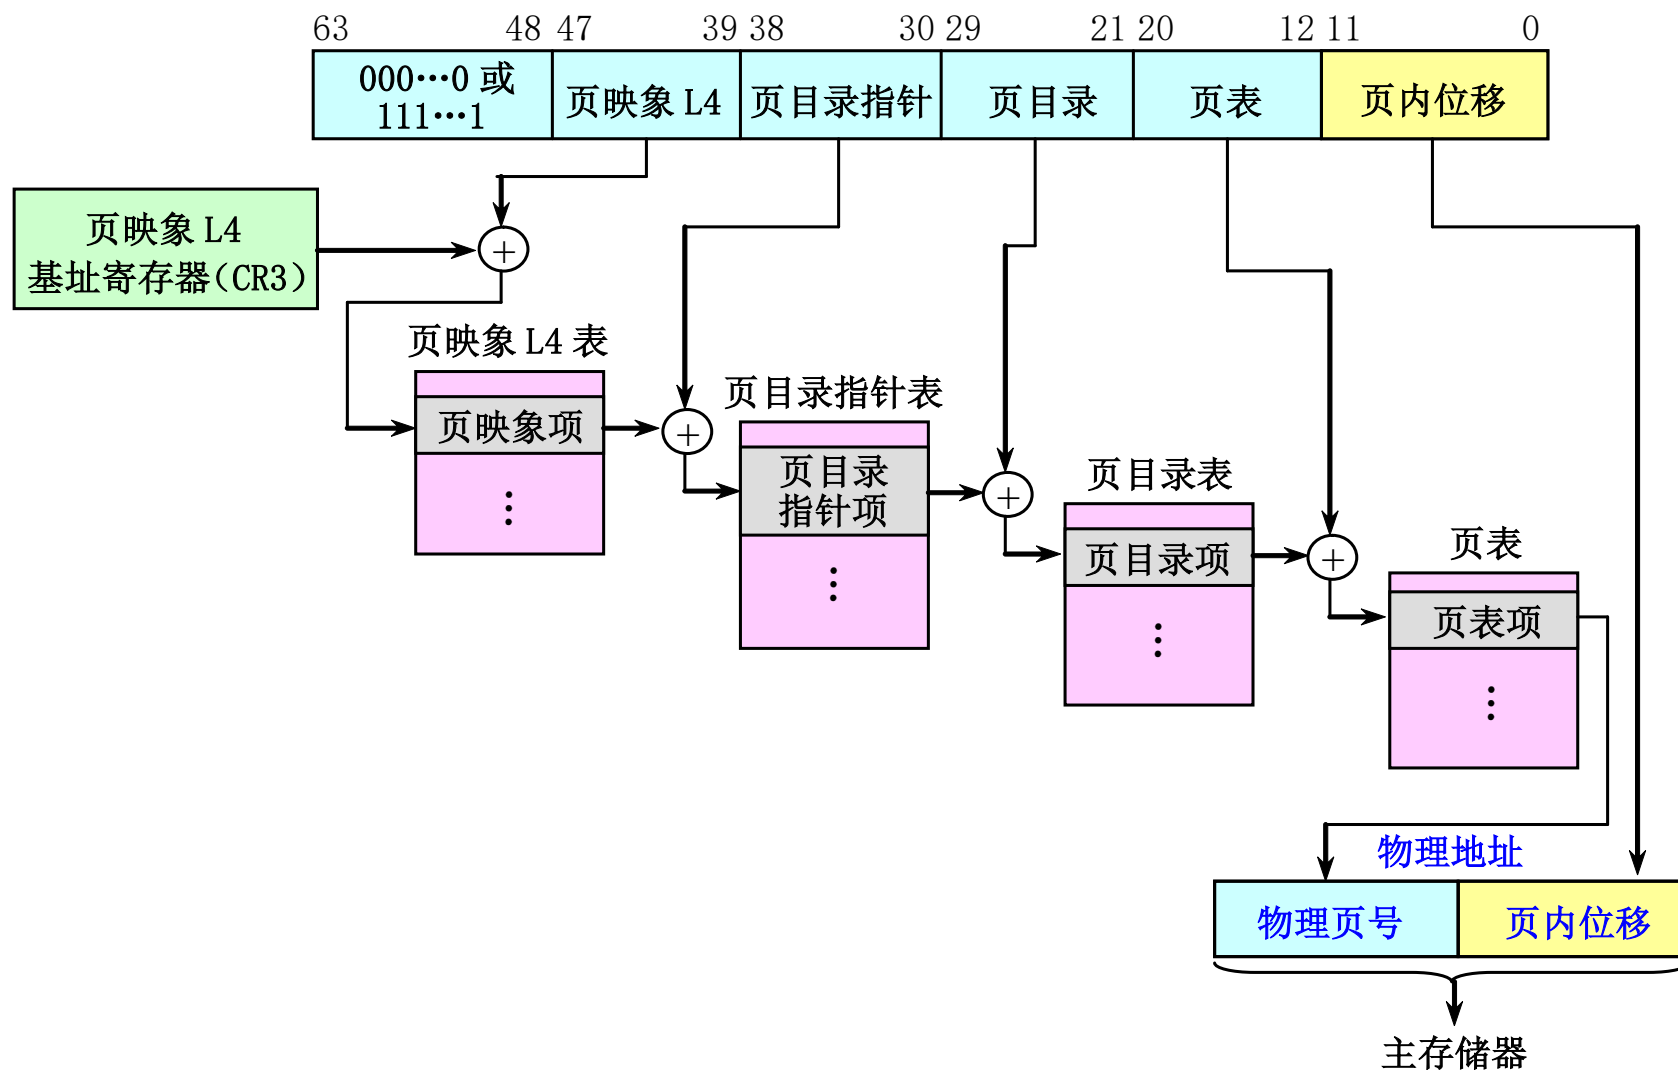 63 48 47 39 38 30 29 21 20 12 11 0
000…0 或
111…1
页映象 L4
页目录指针
页目录
页表
页内位移
页映象 L4
基址寄存器(CR3)
+
页映象 L4 表
页映象项
⋮
+
页目录指针表
页目录
指针项
⋮
+
页目录表
页目录项
⋮
+
页表
页表项
⋮
物理地址
物理页号
页内位移
主存储器